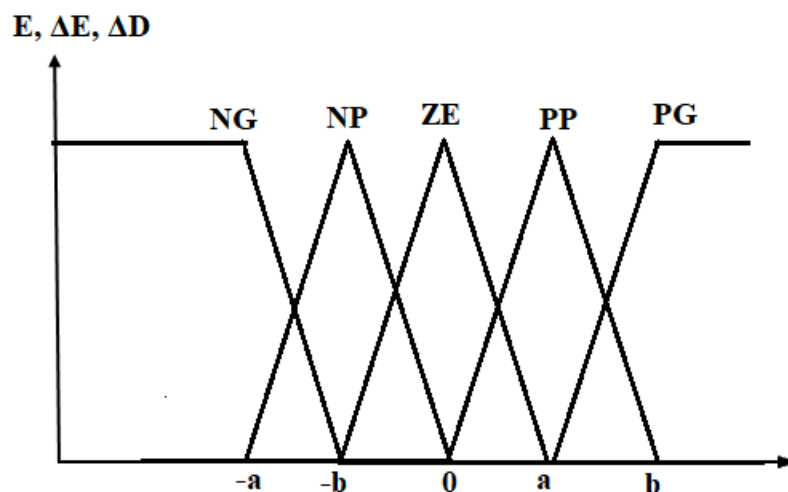 E, ΔE, ΔD
NG NP ZE PP PG
-a -b 0 a b